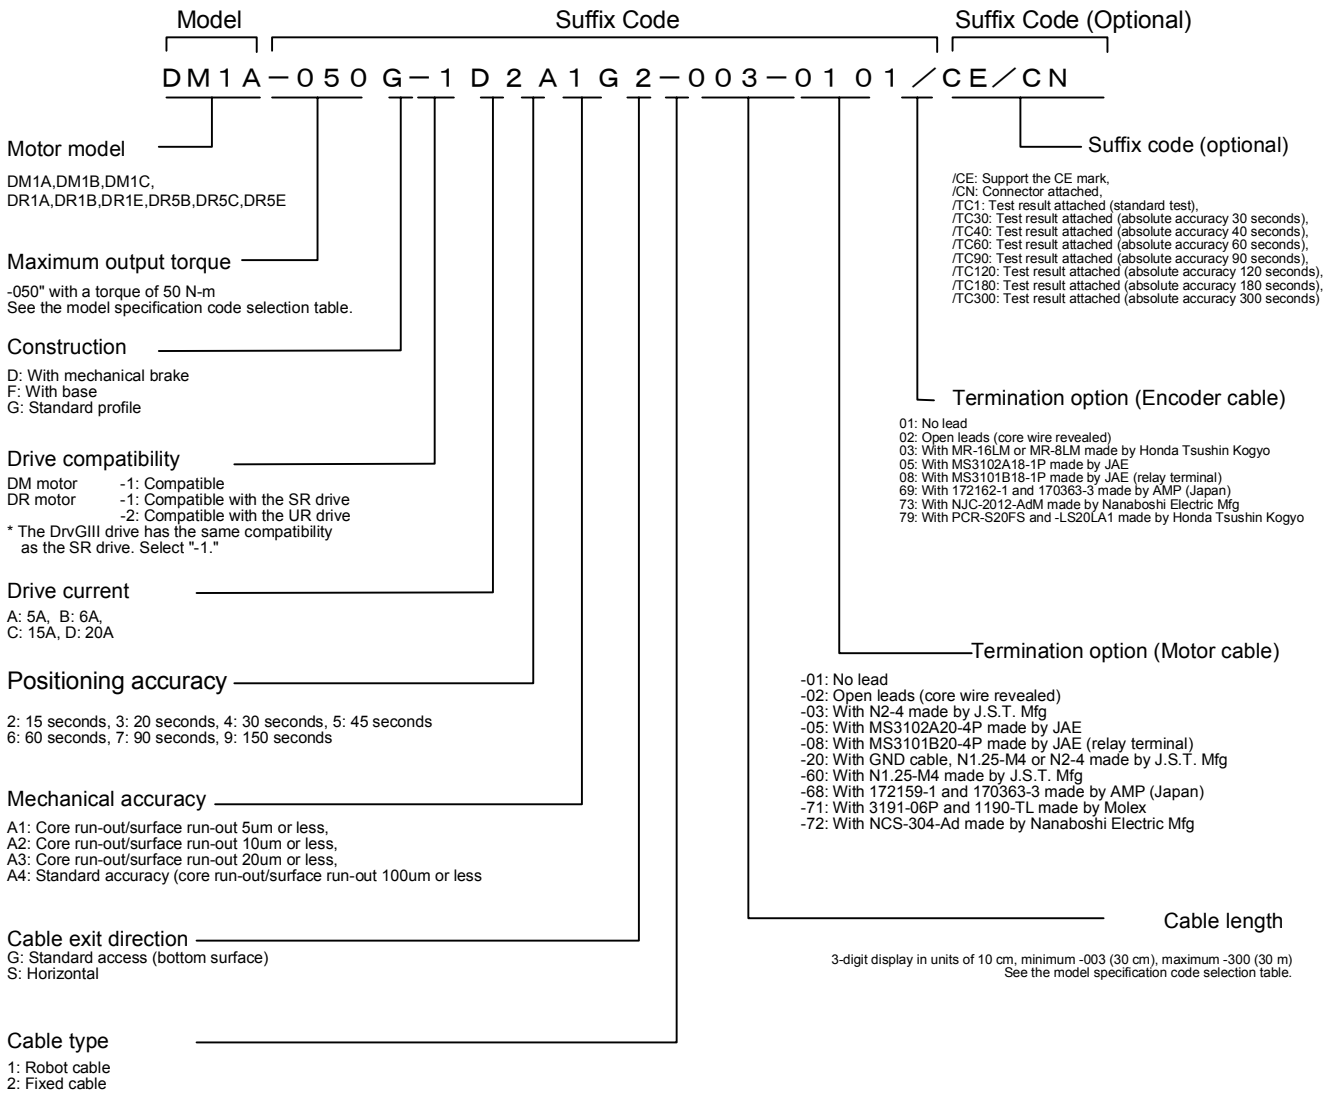 Model Suffix Code Suffix Code (Optional)
DM1A-050G-1D2A1G2-003-0101/CE/CN
Motor model
DM1A,DM1B,DM1C,
DR1A,DR1B,DR1E,DR5B,DR5C,DR5E
Maximum output torque
-050" with a torque of 50 N-m
See the model specification code selection table.
Construction
D: With mechanical brake
F: With base
G: Standard profile
Drive compatibility
DM motor -1: Compatible
DR motor -1: Compatible with the SR drive
-2: Compatible with the UR drive
* The DrvGIII drive has the same compatibility
as the SR drive. Select "-1."
Drive current
A: 5A, B: 6A,
C: 15A, D: 20A
Positioning accuracy
2: 15 seconds, 3: 20 seconds, 4: 30 seconds, 5: 45 seconds
6: 60 seconds, 7: 90 seconds, 9: 150 seconds
Mechanical accuracy
A1: Core run-out/surface run-out 5um or less,
A2: Core run-out/surface run-out 10um or less,
A3: Core run-out/surface run-out 20um or less,
A4: Standard accuracy (core run-out/surface run-out 100um or less
Cable exit direction
G: Standard access (bottom surface)
S: Horizontal
Cable type
1: Robot cable
2: Fixed cable
Suffix code (optional)
/CE: Support the CE mark,
/CN: Connector attached,
/TC1: Test result attached (standard test),
/TC30: Test result attached (absolute accuracy 30 seconds),
/TC40: Test result attached (absolute accuracy 40 seconds),
/TC60: Test result attached (absolute accuracy 60 seconds),
/TC90: Test result attached (absolute accuracy 90 seconds),
/TC120: Test result attached (absolute accuracy 120 seconds),
/TC180: Test result attached (absolute accuracy 180 seconds),
/TC300: Test result attached (absolute accuracy 300 seconds)
Termination option (Encoder cable)
01: No lead
02: Open leads (core wire revealed)
03: With MR-16LM or MR-8LM made by Honda Tsushin Kogyo
05: With MS3102A18-1P made by JAE
08: With MS3101B18-1P made by JAE (relay terminal)
69: With 172162-1 and 170363-3 made by AMP (Japan)
73: With NJC-2012-AdM made by Nanaboshi Electric Mfg
79: With PCR-S20FS and -LS20LA1 made by Honda Tsushin Kogyo
Termination option (Motor cable)
-01: No lead
-02: Open leads (core wire revealed)
-03: With N2-4 made by J.S.T. Mfg
-05: With MS3102A20-4P made by JAE
-08: With MS3101B20-4P made by JAE (relay terminal)
-20: With GND cable, N1.25-M4 or N2-4 made by J.S.T. Mfg
-60: With N1.25-M4 made by J.S.T. Mfg
-68: With 172159-1 and 170363-3 made by AMP (Japan)
-71: With 3191-06P and 1190-TL made by Molex
-72: With NCS-304-Ad made by Nanaboshi Electric Mfg
Cable length
3-digit display in units of 10 cm, minimum -003 (30 cm), maximum -300 (30 m)
See the model specification code selection table.